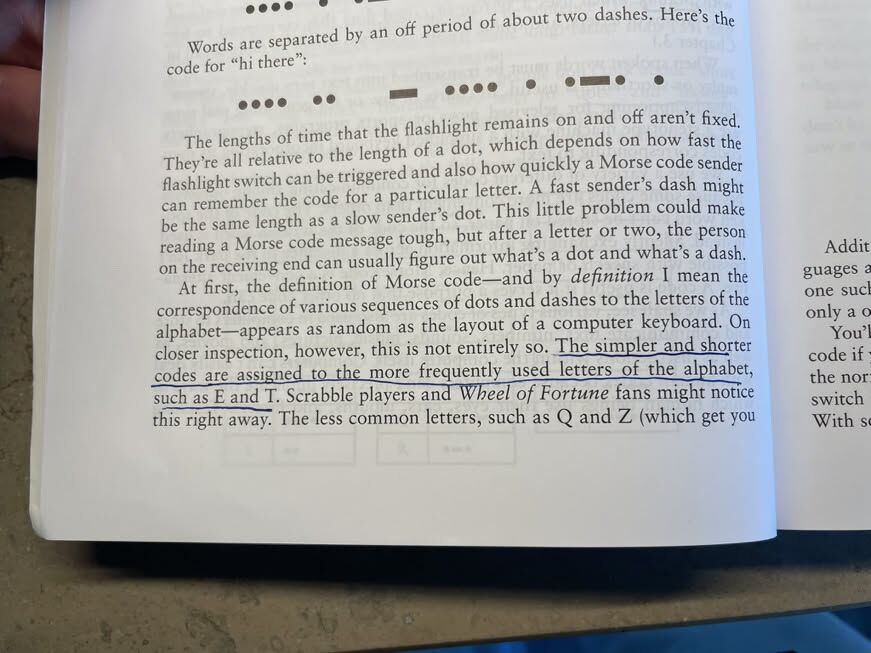 Words are separated by an off period of about two dashes. Here's the
code for “hi there”:
The lengths of time that the flashlight remains on and off aren't fixed.
They're all relative to the length of a dot, which depends on how fast the
flashlight switch can be triggered and also how quickly a Morse code sender
can remember the code for a particular letter. A fast sender's dash might
be the same length as a slow sender's dot. This little problem could make
reading a Morse code message tough, but after a letter or two, the person
on the receiving end can usually figure out what's a dot and what's a dash.
At first, the definition of Morse code—and by definition I mean the
correspondence of various sequences of dots and dashes to the letters of the
alphabet—appears as random as the layout of a computer keyboard. On
closer inspection, however, this is not entirely so. The simpler and shorter
codes are assigned to the more frequently used letters of the alphabet,
such as E and T. Scrabble players and Wheel of Fortune fans might notice
this right away. The less common letters, such as Q and Z (which get you
Addit
guages a
one such
only a o
You'l
code if
the nor
switch
With so